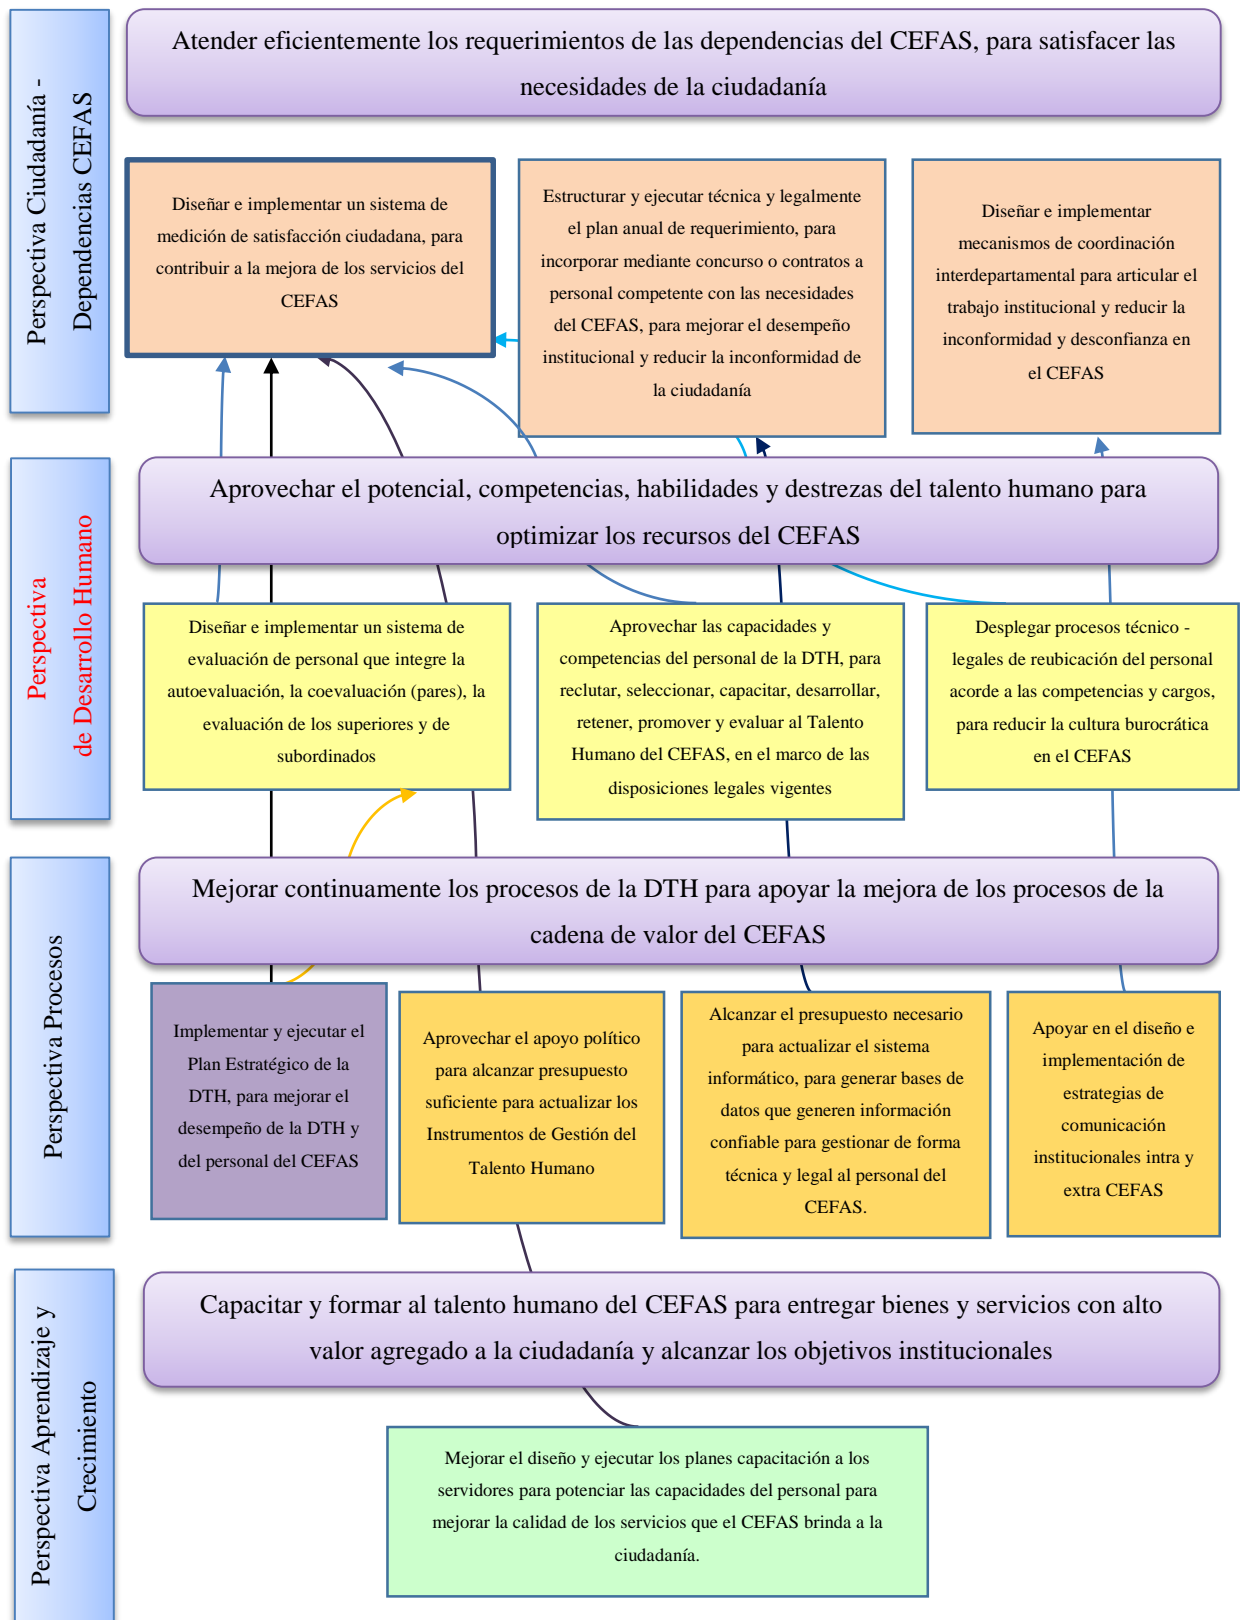 Perspectiva Ciudadanía -
Dependencias CEFAS
Atender eficientemente los requerimientos de las dependencias del CEFAS, para satisfacer las
necesidades de la ciudadanía
Diseñar e implementar un sistema de
medición de satisfacción ciudadana, para
contribuir a la mejora de los servicios del
CEFAS
Estructurar y ejecutar técnica y legalmente
el plan anual de requerimiento, para
incorporar mediante concurso o contratos a
personal competente con las necesidades
del CEFAS, para mejorar el desempeño
institucional y reducir la inconformidad de
la ciudadanía
Diseñar e implementar
mecanismos de coordinación
interdepartamental para articular el
trabajo institucional y reducir la
inconformidad y desconfianza en
el CEFAS
Perspectiva
de Desarrollo Humano
Aprovechar el potencial, competencias, habilidades y destrezas del talento humano para
optimizar los recursos del CEFAS
Diseñar e implementar un sistema de
evaluación de personal que integre la
autoevaluación, la coevaluación (pares), la
evaluación de los superiores y de
subordinados
Aprovechar las capacidades y
competencias del personal de la DTH, para
reclutar, seleccionar, capacitar, desarrollar,
retener, promover y evaluar al Talento
Humano del CEFAS, en el marco de las
disposiciones legales vigentes
Desplegar procesos técnico -
legales de reubicación del personal
acorde a las competencias y cargos,
para reducir la cultura burocrática
en el CEFAS
Perspectiva Procesos
Mejorar continuamente los procesos de la DTH para apoyar la mejora de los procesos de la
cadena de valor del CEFAS
Implementar y ejecutar el
Plan Estratégico de la
DTH, para mejorar el
desempeño de la DTH y
del personal del CEFAS
Aprovechar el apoyo político
para alcanzar presupuesto
suficiente para actualizar los
Instrumentos de Gestión del
Talento Humano
Alcanzar el presupuesto necesario
para actualizar el sistema
informático, para generar bases de
datos que generen información
confiable para gestionar de forma
técnica y legal al personal del
CEFAS.
Apoyar en el diseño e
implementación de
estrategias de
comunicación
institucionales intra y
extra CEFAS
Perspectiva Aprendizaje y
Crecimiento
Capacitar y formar al talento humano del CEFAS para entregar bienes y servicios con alto
valor agregado a la ciudadanía y alcanzar los objetivos institucionales
Mejorar el diseño y ejecutar los planes capacitación a los
servidores para potenciar las capacidades del personal para
mejorar la calidad de los servicios que el CEFAS brinda a la
ciudadanía.